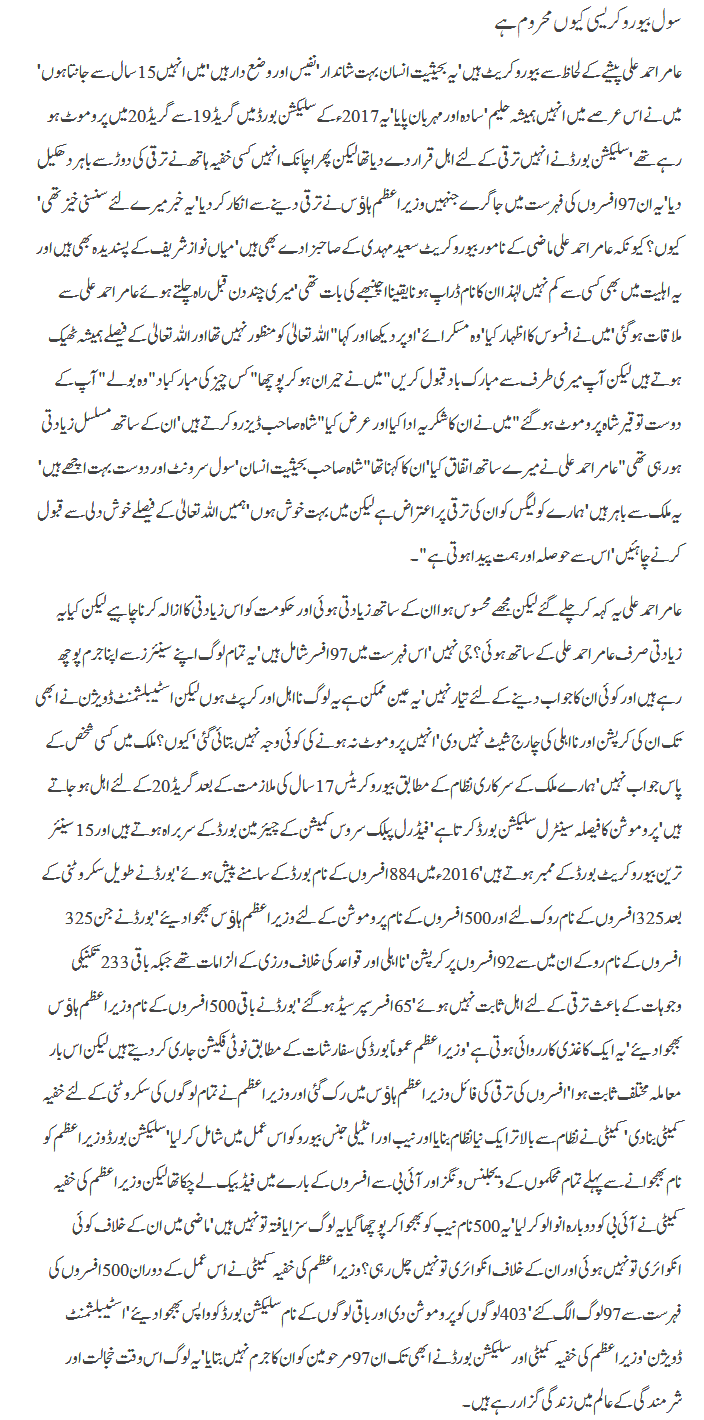 سول بیوروکریسی کیوں محروم ہے
عامر احمد علی پیشے کے لحاظ سے بیوروکریٹ ہیں' یہ بحیثیت انسان بہت شاندار' نفیس اور وضع دار ہیں' میں انہیں 15 سال سے جانتا ہوں'
میں نے اس عرصے میں انہیں ہمیشہ حلیم' سادہ اور مہربان پایا' یہ 2017ء کے سلیکشن بورڈ میں گریڈ 19 سے گریڈ 20 میں پروموٹ ہو
رہے تھے' سلیکشن بورڈ نے انہیں ترقی کے لئے اہل قرار دے دیا تھا لیکن پھر اچانک انہیں کسی خفیہ ہاتھ نے ترقی کی دوڑ سے باہر دھکیل
دیا' یہ ان 97 افسروں کی فہرست میں جا گرے جنہیں وزیراعظم ہاؤس نے ترقی دینے سے انکار کر دیا' یہ خبر میرے لئے سنسنی خیز تھی'
کیوں؟ کیونکہ عامر احمد علی ماضی کے نامور بیوروکریٹ سعید مہدی کے صاحبزادے بھی ہیں' میاں نواز شریف کے پسندیدہ بھی ہیں اور
یہ اہلیت میں بھی کسی سے کم نہیں لہٰذا ان کا نام ڈراپ ہونا یقینا اچنبھے کی بات تھی' میری چند دن قبل راہ چلتے ہوئے عامر احمد علی سے
ملاقات ہو گئی' میں نے افسوس کا اظہار کیا' وہ مسکرائے' اوپر دیکھا اور کہا" اللہ تعالیٰ کو منظور نہیں تھا اور اللہ تعالیٰ کے فیصلے ہمیشہ ٹھیک
ہوتے ہیں لیکن آپ میری طرف سے مبارک باد قبول کریں" میں نے حیران ہو کر پوچھا" کس چیز کی مبارکباد" وہ بولے" آپ کے
دوست توقیر شاہ پروموٹ ہو گئے" میں نے ان کا شکریہ ادا کیا اور عرض کیا" شاہ صاحب ڈیزرو کرتے ہیں' ان کے ساتھ مسلسل زیادتی
ہو رہی تھی" عامر احمد علی نے میرے ساتھ اتفاق کیا' ان کا کہنا تھا" شاہ صاحب بحیثیت انسان' سول سرونٹ اور دوست بہت اچھے ہیں'
یہ ملک سے باہر ہیں' ہمارے کولیگس کو ان کی ترقی پر اعتراض ہے لیکن میں بہت خوش ہوں' ہمیں اللہ تعالیٰ کے فیصلے خوش دلی سے قبول
کرنے چاہئیں' اس سے حوصلہ اور ہمت پیدا ہوتی ہے"۔
عامر احمد علی یہ کہہ کر چلے گئے لیکن مجھے محسوس ہوا ان کے ساتھ زیادتی ہوئی اور حکومت کو اس زیادتی کا ازالہ کرنا چاہیے لیکن کیا یہ
زیادتی صرف عامر احمد علی کے ساتھ ہوئی؟ جی نہیں' اس فہرست میں 97 افسر شامل ہیں' یہ تمام لوگ اپنے سینئرز سے اپنا جرم پوچھ
رہے ہیں اور کوئی ان کا جواب دینے کے لئے تیار نہیں' یہ عین ممکن ہے یہ لوگ نااہل اور کرپٹ ہوں لیکن اسٹیبلشمنٹ ڈویژن نے ابھی
تک ان کی کرپشن اور نااہلی کی چارج شیٹ نہیں دی' انہیں پروموٹ نہ ہونے کی کوئی وجہ نہیں بتائی گئی' کیوں؟ ملک میں کسی شخص کے
پاس جواب نہیں' ہمارے ملک کے سرکاری نظام کے مطابق بیوروکریٹس 17 سال کی ملازمت کے بعد گریڈ 20 کے لئے اہل ہو جاتے
ہیں' پروموشن کا فیصلہ سینٹرل سلیکشن بورڈ کرتا ہے' فیڈرل پبلک سروس کمیشن کے چیئرمین بورڈ کے سربراہ ہوتے ہیں اور 15 سینئر
ترین بیوروکریٹ بورڈ کے ممبر ہوتے ہیں' 2016ء میں 884 افسروں کے نام بورڈ کے سامنے پیش ہوئے' بورڈ نے طویل سکروٹنی کے
بعد 325 افسروں کے نام روک لئے اور 500 افسروں کے نام پروموشن کے لئے وزیراعظم ہاؤس بھجوا دیئے' بورڈ نے جن 325
افسروں کے نام روکے ان میں سے 92 افسروں پر کرپشن' نااہلی اور قواعد کی خلاف ورزی کے الزامات تھے جبکہ باقی 233 تکنیکی
وجوہات کے باعث ترقی کے لئے اہل ثابت نہیں ہوئے' 65 افسر سپرسیڈ ہو گئے' بورڈ نے باقی 500 افسروں کے نام وزیراعظم ہاؤس
بھجوا دیئے' یہ ایک کاغذی کارروائی ہوتی ہے' وزیراعظم عموماً بورڈ کی سفارشات کے مطابق نوٹی فکیشن جاری کر دیتے ہیں لیکن اس بار
معاملہ مختلف ثابت ہوا' افسروں کی ترقی کی فائل وزیراعظم ہاؤس میں رک گئی اور وزیراعظم نے تمام لوگوں کی سکروٹنی کے لئے خفیہ
کمیٹی بنا دی' کمیٹی نے نظام سے بالاتر ایک نیا نظام بنایا اور نیب اور انٹیلی جنس بیورو کو اس عمل میں شامل کر لیا' سلیکشن بورڈ وزیراعظم کو
نام بھجوانے سے پہلے تمام محکموں کے ویجلنس ونگز اور آئی بی سے افسروں کے بارے میں فیڈ بیک لے چکا تھا لیکن وزیراعظم کی خفیہ
کمیٹی نے آئی بی کو دوبارہ انوالو کر لیا' یہ 500 نام نیب کو بھجوا کر پوچھا گیا یہ لوگ سزا یافتہ تو نہیں ہیں' ماضی میں ان کے خلاف کوئی
انکوائری تو نہیں ہوئی اور ان کے خلاف انکوائری تو نہیں چل رہی؟ وزیراعظم کی خفیہ کمیٹی نے اس عمل کے دوران 500 افسروں کی
فہرست سے 97 لوگ الگ کئے' 403 لوگوں کو پروموشن دی اور باقی لوگوں کے نام سلیکشن بورڈ کو واپس بھجوا دیئے' اسٹیبلشمنٹ
ڈویژن' وزیراعظم کی خفیہ کمیٹی اور سلیکشن بورڈ نے ابھی تک ان 97 مرحومین کو ان کا جرم نہیں بتایا' یہ لوگ اس وقت خجالت اور
شرمندگی کے عالم میں زندگی گزار رہے ہیں۔